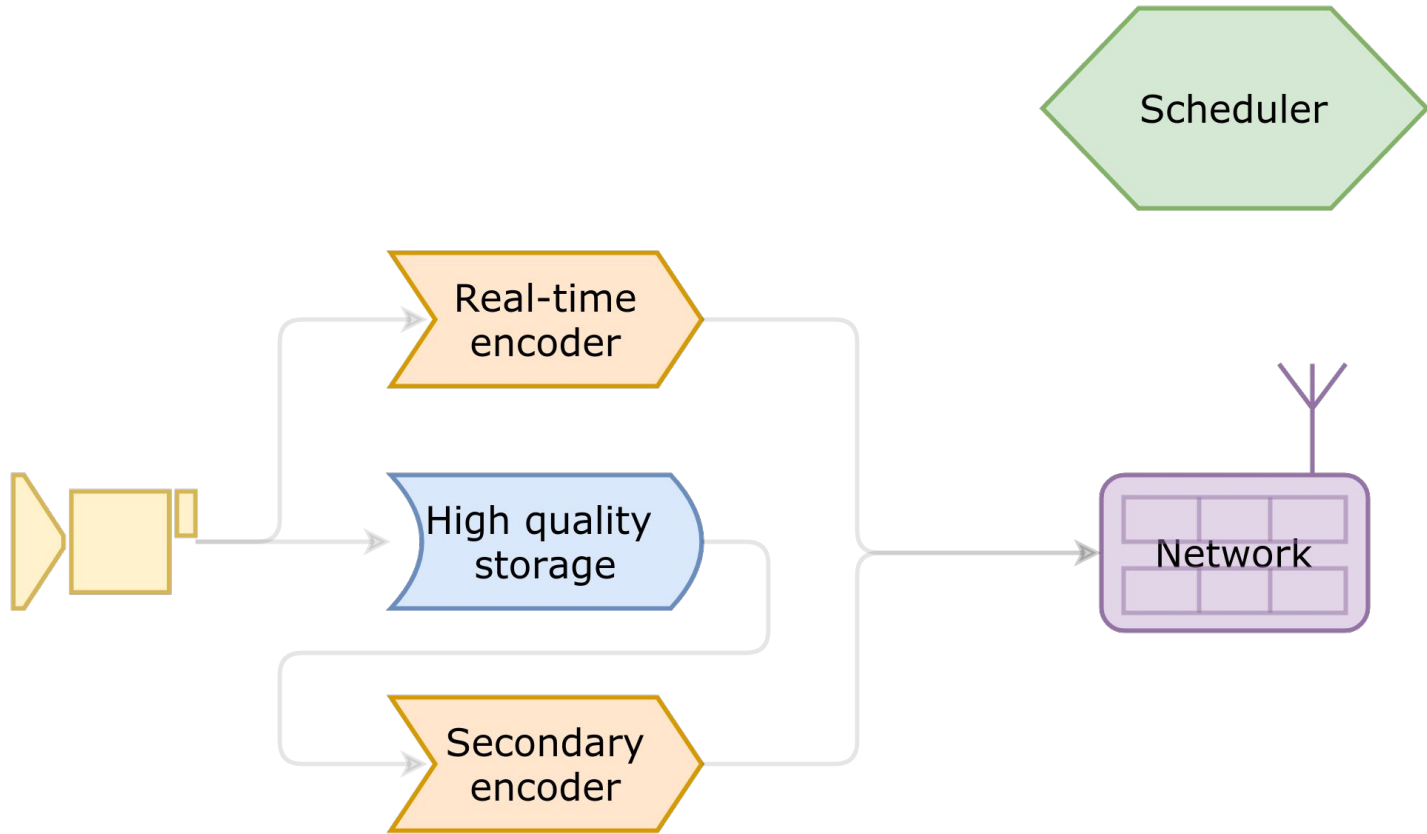 Scheduler
Real-time
encoder
High quality
storage
Network
Secondary
encoder